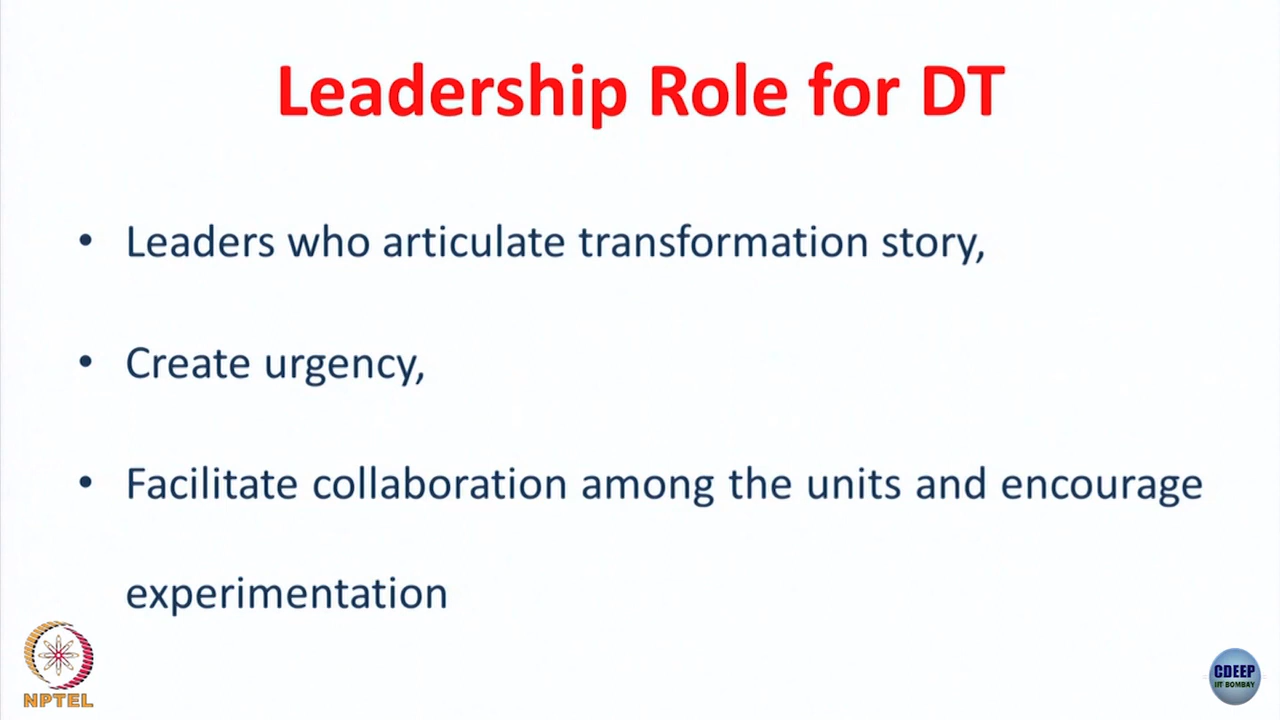 Leadership Role for DT
• Leaders who articulate transformation story,
• Create urgency,
• Facilitate collaboration among the units and encourage
experimentation
NPTEL
CDEEP
IIT BOMBAY